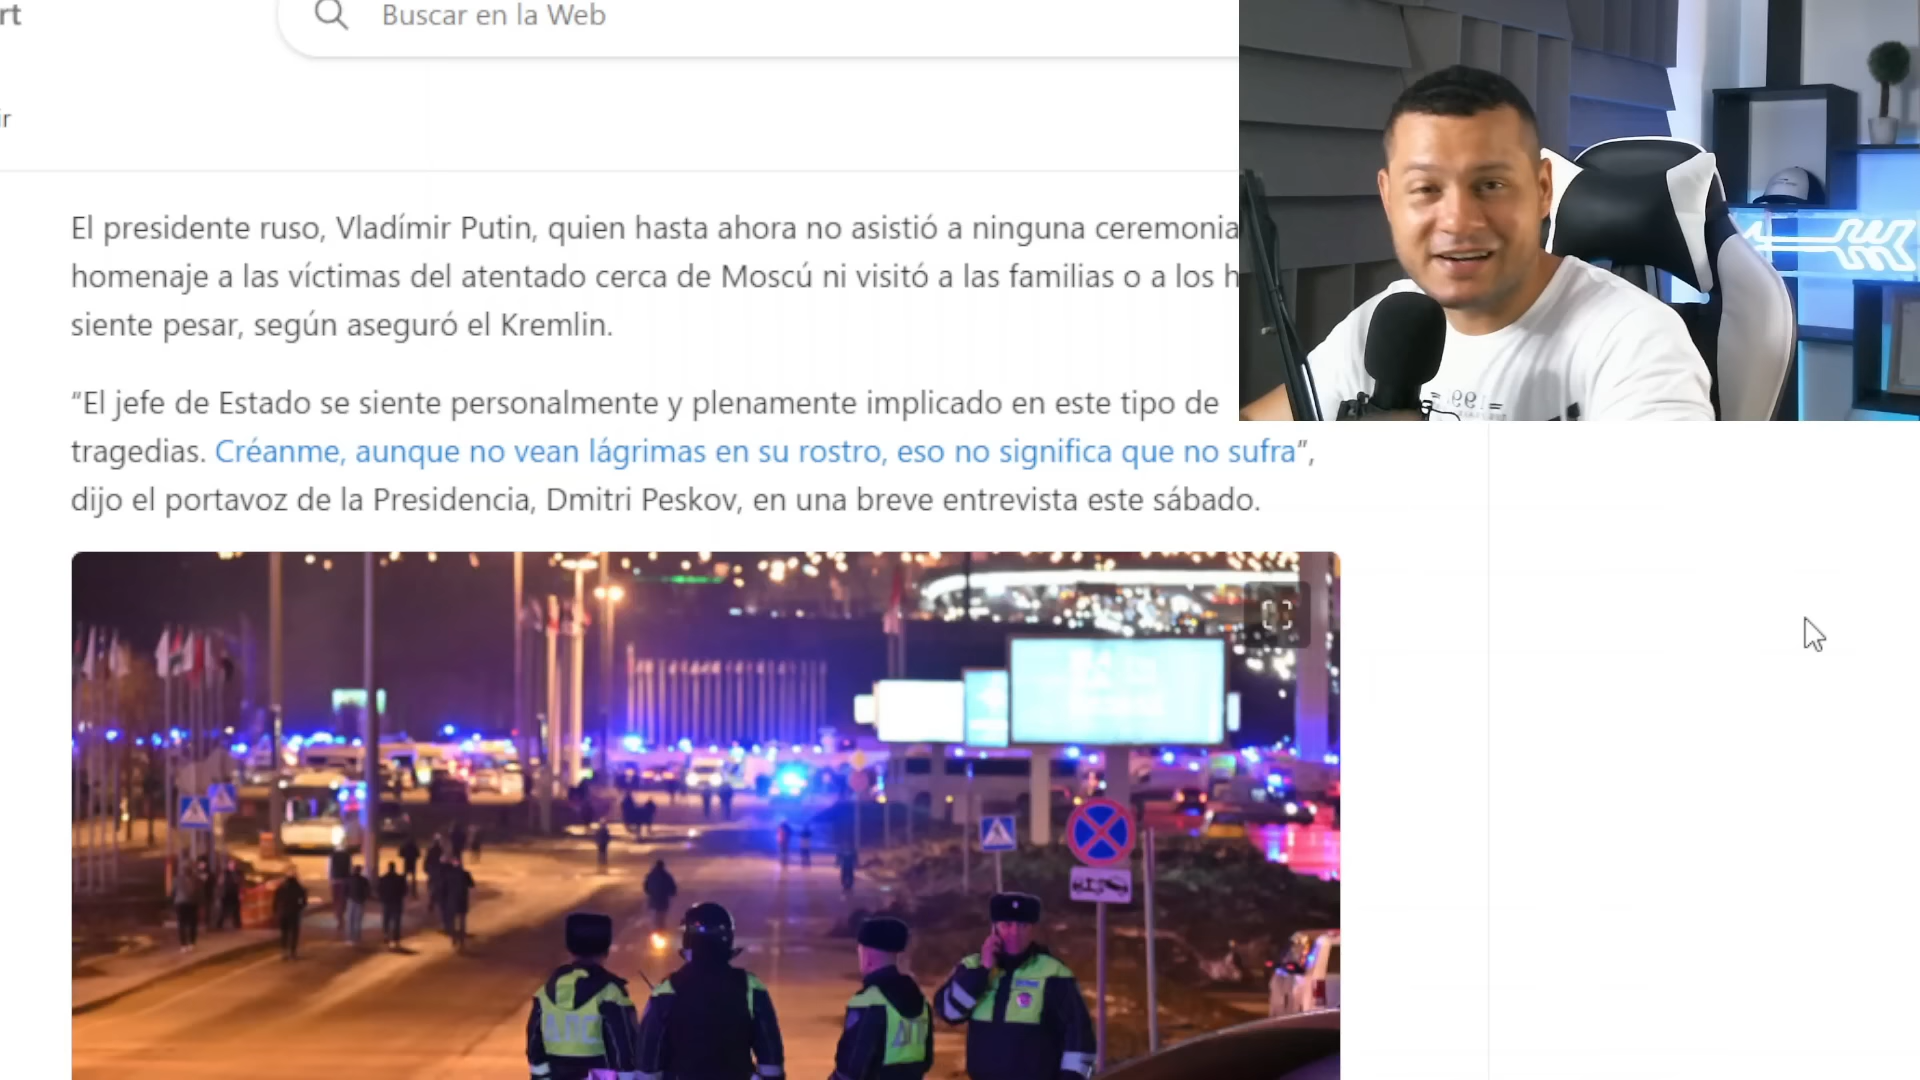 rt
Buscar en la Web
ir
El presidente ruso, Vladímir Putin, quien hasta ahora no asistió a ninguna ceremonia
homenaje a las víctimas del atentado cerca de Moscú ni visitó a las familias o a los h
siente pesar, según aseguró el Kremlin.
“El jefe de Estado se siente personalmente y plenamente implicado en este tipo de
tragedias. Créanme, aunque no vean lágrimas en su rostro, eso no significa que no sufra”,
dijo el portavoz de la Presidencia, Dmitri Peskov, en una breve entrevista este sábado.
ДПС